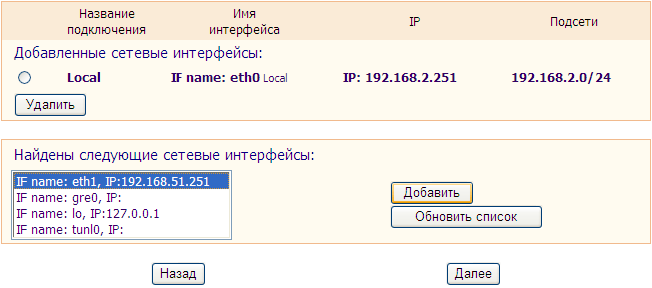 Название подключения Имя интерфейса IP Подсети
Добавленные сетевые интерфейсы:
Local IF name: eth0 Local IP: 192.168.2.251 192.168.2.0/24
Удалить
Найдены следующие сетевые интерфейсы:
IF name: eth1, IP:192.168.51.251
IF name: gre0, IP:
IF name: lo, IP:127.0.0.1
IF name: tunl0, IP:
Добавить
Обновить список
Назад Далее